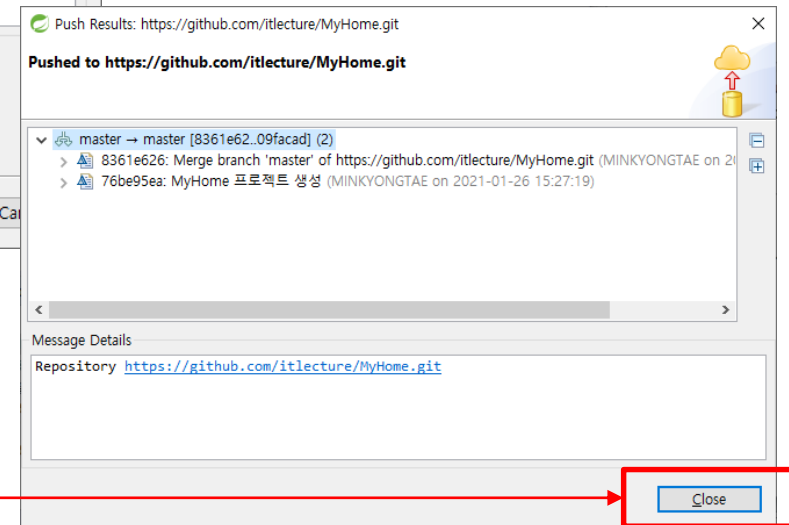 Push Results: https://github.com/itlecture/MyHome.git
Pushed to https://github.com/itlecture/MyHome.git
master → master [8361e62..09facad] (2)
8361e626: Merge branch 'master' of https://github.com/itlecture/MyHome.git (MINKYONGTAE on
76be95ea: MyHome 프로젝트 생성 (MINKYONGTAE on 2021-01-26 15:27:19)
Message Details
Repository https://github.com/itlecture/MyHome.git
Close